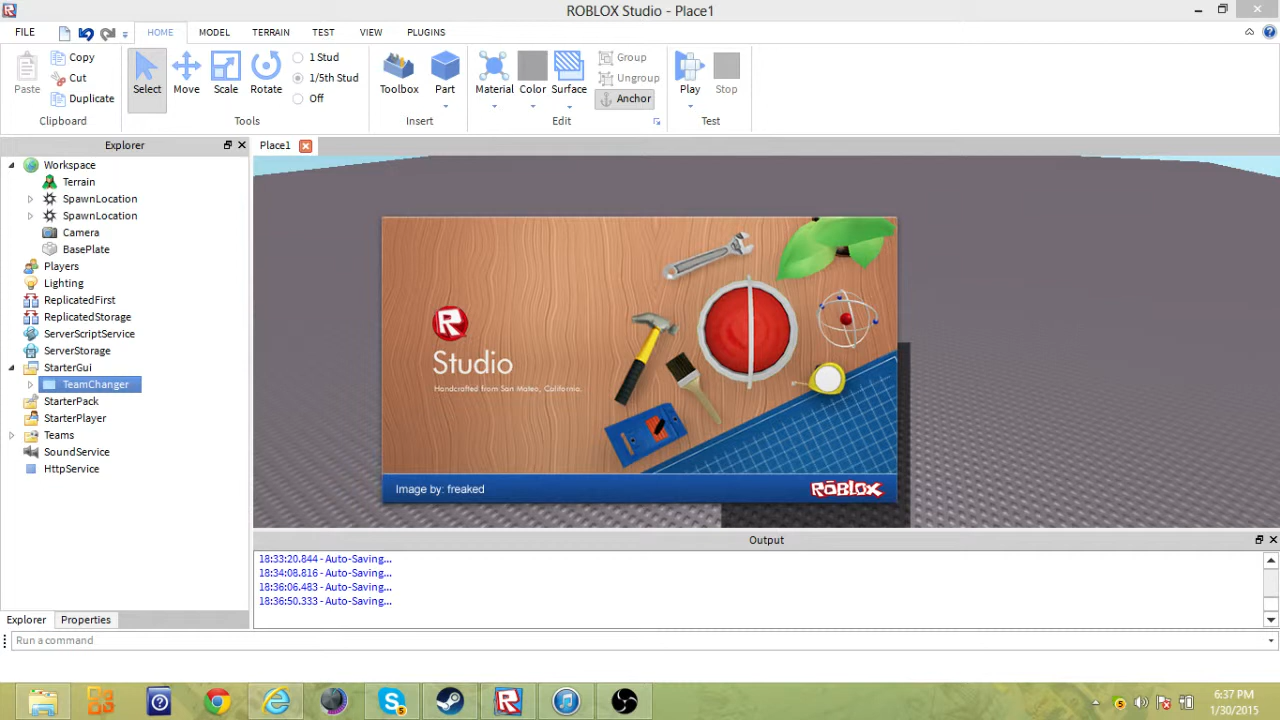 ROBLOX Studio - Place1
FILE HOME MODEL TERRAIN TEST VIEW PLUGINS
Paste Copy Cut Duplicate Clipboard
Select Move Scale Rotate 1 Stud 1/5th Stud Off Tools
Toolbox Part Insert
Material Color Surface Group Ungroup Anchor Edit
Play Stop Test
Explorer
Place1
Workspace
Terrain
SpawnLocation
SpawnLocation
Camera
BasePlate
Players
Lighting
ReplicatedFirst
ReplicatedStorage
ServerScriptService
ServerStorage
StarterGui
TeamChanger
StarterPack
StarterPlayer
Teams
SoundService
HttpService
Explorer Properties
R
Studio
Handcrafted from San Mateo, California.
Image by: freaked
ROBLOX
Output
18:33:20.844 - Auto-Saving...
18:34:08.816 - Auto-Saving...
18:36:06.483 - Auto-Saving...
18:36:50.333 - Auto-Saving...
Run a command
6:37 PM
1/30/2015